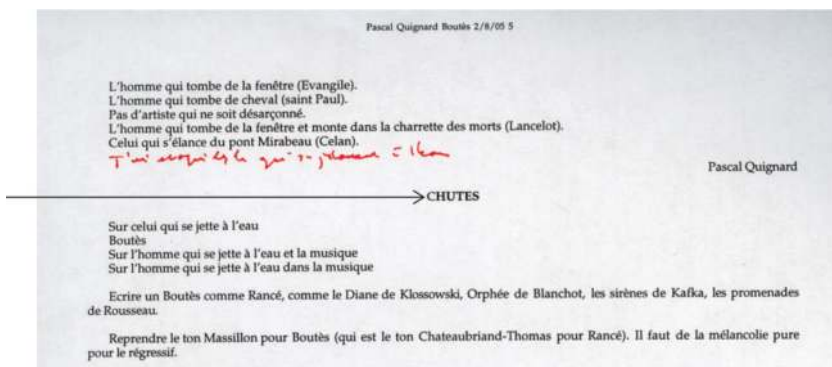 Pascal Quignard Boutès 2/8/05 5
L'homme qui tombe de la fenêtre (Evangile).
L'homme qui tombe de cheval (saint Paul).
Pas d'artiste qui ne soit désarçonné.
L'homme qui tombe de la fenêtre et monte dans la charrette des morts (Lancelot).
Celui qui s'élance du pont Mirabeau (Celan).
Pascal Quignard
CHUTES
Sur celui qui se jette à l'eau
Boutès
Sur l'homme qui se jette à l'eau et la musique
Sur l'homme qui se jette à l'eau dans la musique
Ecrire un Boutès comme Rancé, comme le Diane de Klossowski, Orphée de Blanchot, les sirènes de Kafka, les promenades
de Rousseau.
Reprendre le ton Massillon pour Boutès (qui est le ton Chateaubriand-Thomas pour Rancé). Il faut de la mélancolie pure
pour le régressif.